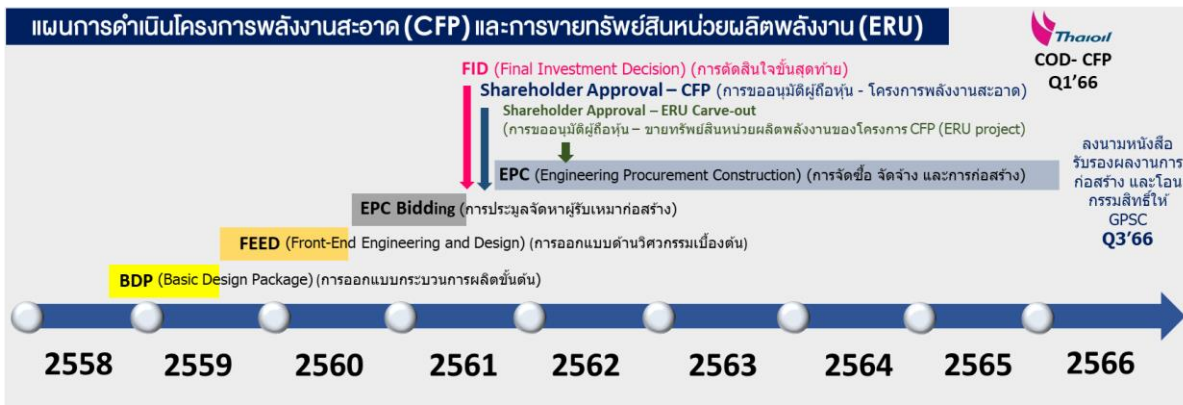 แผนการดำเนินโครงการพลังงานสะอาด (CFP) และการขายทรัพย์สินหน่วยผลิตพลังงาน (ERU)
Thaioil
COD- CFP
Q1’66
FID (Final Investment Decision) (การตัดสินใจขั้นสุดท้าย)
Shareholder Approval – CFP (การขออนุมัติผู้ถือหุ้น - โครงการพลังงานสะอาด)
Shareholder Approval – ERU Carve-out
(การขออนุมัติผู้ถือหุ้น – ขายทรัพย์สินหน่วยผลิตพลังงานของโครงการ CFP (ERU project)
ลงนามหนังสือ
รับรองผลงานการ
ก่อสร้าง และโอน
กรรมสิทธิ์ให้
GPSC
Q3’66
EPC (Engineering Procurement Construction) (การจัดซื้อ จัดจ้าง และการก่อสร้าง)
EPC Bidding (การประมูลจัดหาผู้รับเหมาก่อสร้าง)
FEED (Front-End Engineering and Design) (การออกแบบด้านวิศวกรรมเบื้องต้น)
BDP (Basic Design Package) (การออกแบบกระบวนการผลิตขั้นต้น)
2558 2559 2560 2561 2562 2563 2564 2565 2566